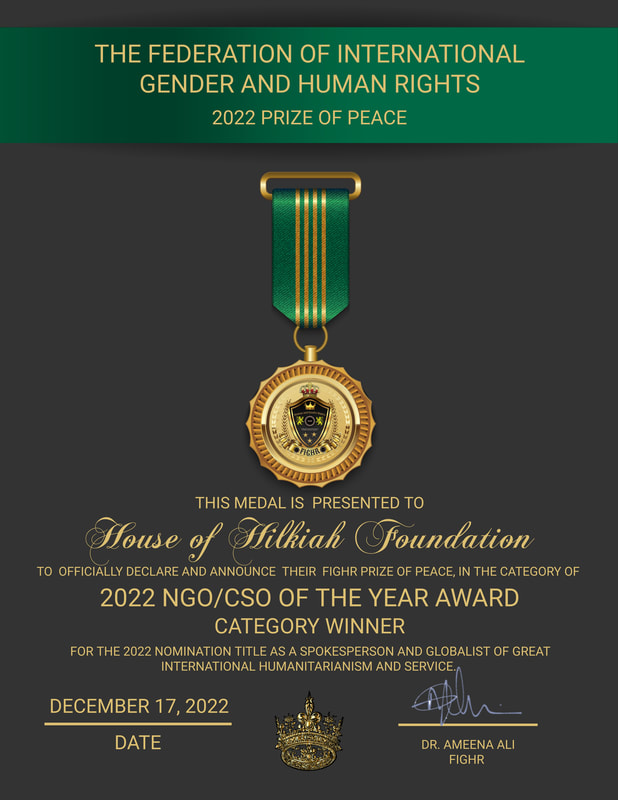 THE FEDERATION OF INTERNATIONAL
GENDER AND HUMAN RIGHTS
2022 PRIZE OF PEACE
FIGHR
THIS MEDAL IS PRESENTED TO
House of Hilkiah Foundation
TO OFFICIALLY DECLARE AND ANNOUNCE THEIR FIGHR PRIZE OF PEACE, IN THE CATEGORY OF
2022 NGO/CSO OF THE YEAR AWARD
CATEGORY WINNER
FOR THE 2022 NOMINATION TITLE AS A SPOKESPERSON AND GLOBALIST OF GREAT
INTERNATIONAL HUMANITARIANISM AND SERVICE.
DECEMBER 17, 2022
DATE
DR. AMEENA ALI
FIGHR